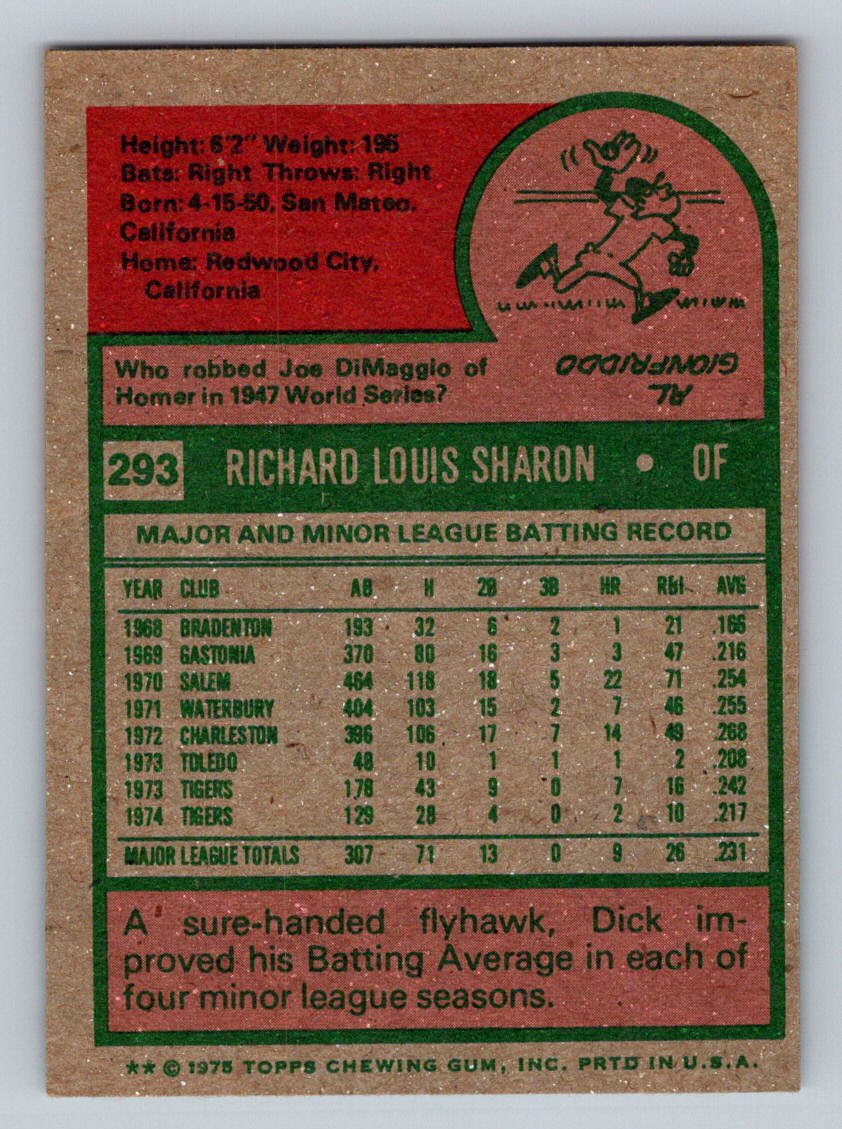 Height: 6'2" Weight: 195
Bats: Right Throws: Right
Born: 4-15-50, San Mateo,
California
Home: Redwood City,
California
Who robbed Joe DiMaggio of
Homer in 1947 World Series?
AL
GIONFRIDDO
293 RICHARD LOUIS SHARON • OF
MAJOR AND MINOR LEAGUE BATTING RECORD
YEAR CLUB AB H 2B 3B HR RBI AVG
1968 BRADENTON 193 32 6 2 1 21 .166
1969 GASTONIA 370 80 16 3 3 47 .216
1970 SALEM 464 118 18 5 22 71 .254
1971 WATERBURY 404 103 15 2 7 46 .255
1972 CHARLESTON 396 106 17 7 14 49 .268
1973 TOLEDO 48 10 1 1 1 2 .208
1973 TIGERS 178 43 9 0 7 16 .242
1974 TIGERS 129 28 4 0 2 10 .217
MAJOR LEAGUE TOTALS 307 71 13 0 9 26 .231
A sure-handed flyhawk, Dick im-
proved his Batting Average in each of
four minor league seasons.
** © 1975 TOPPS CHEWING GUM, INC. PRTD IN U.S.A.